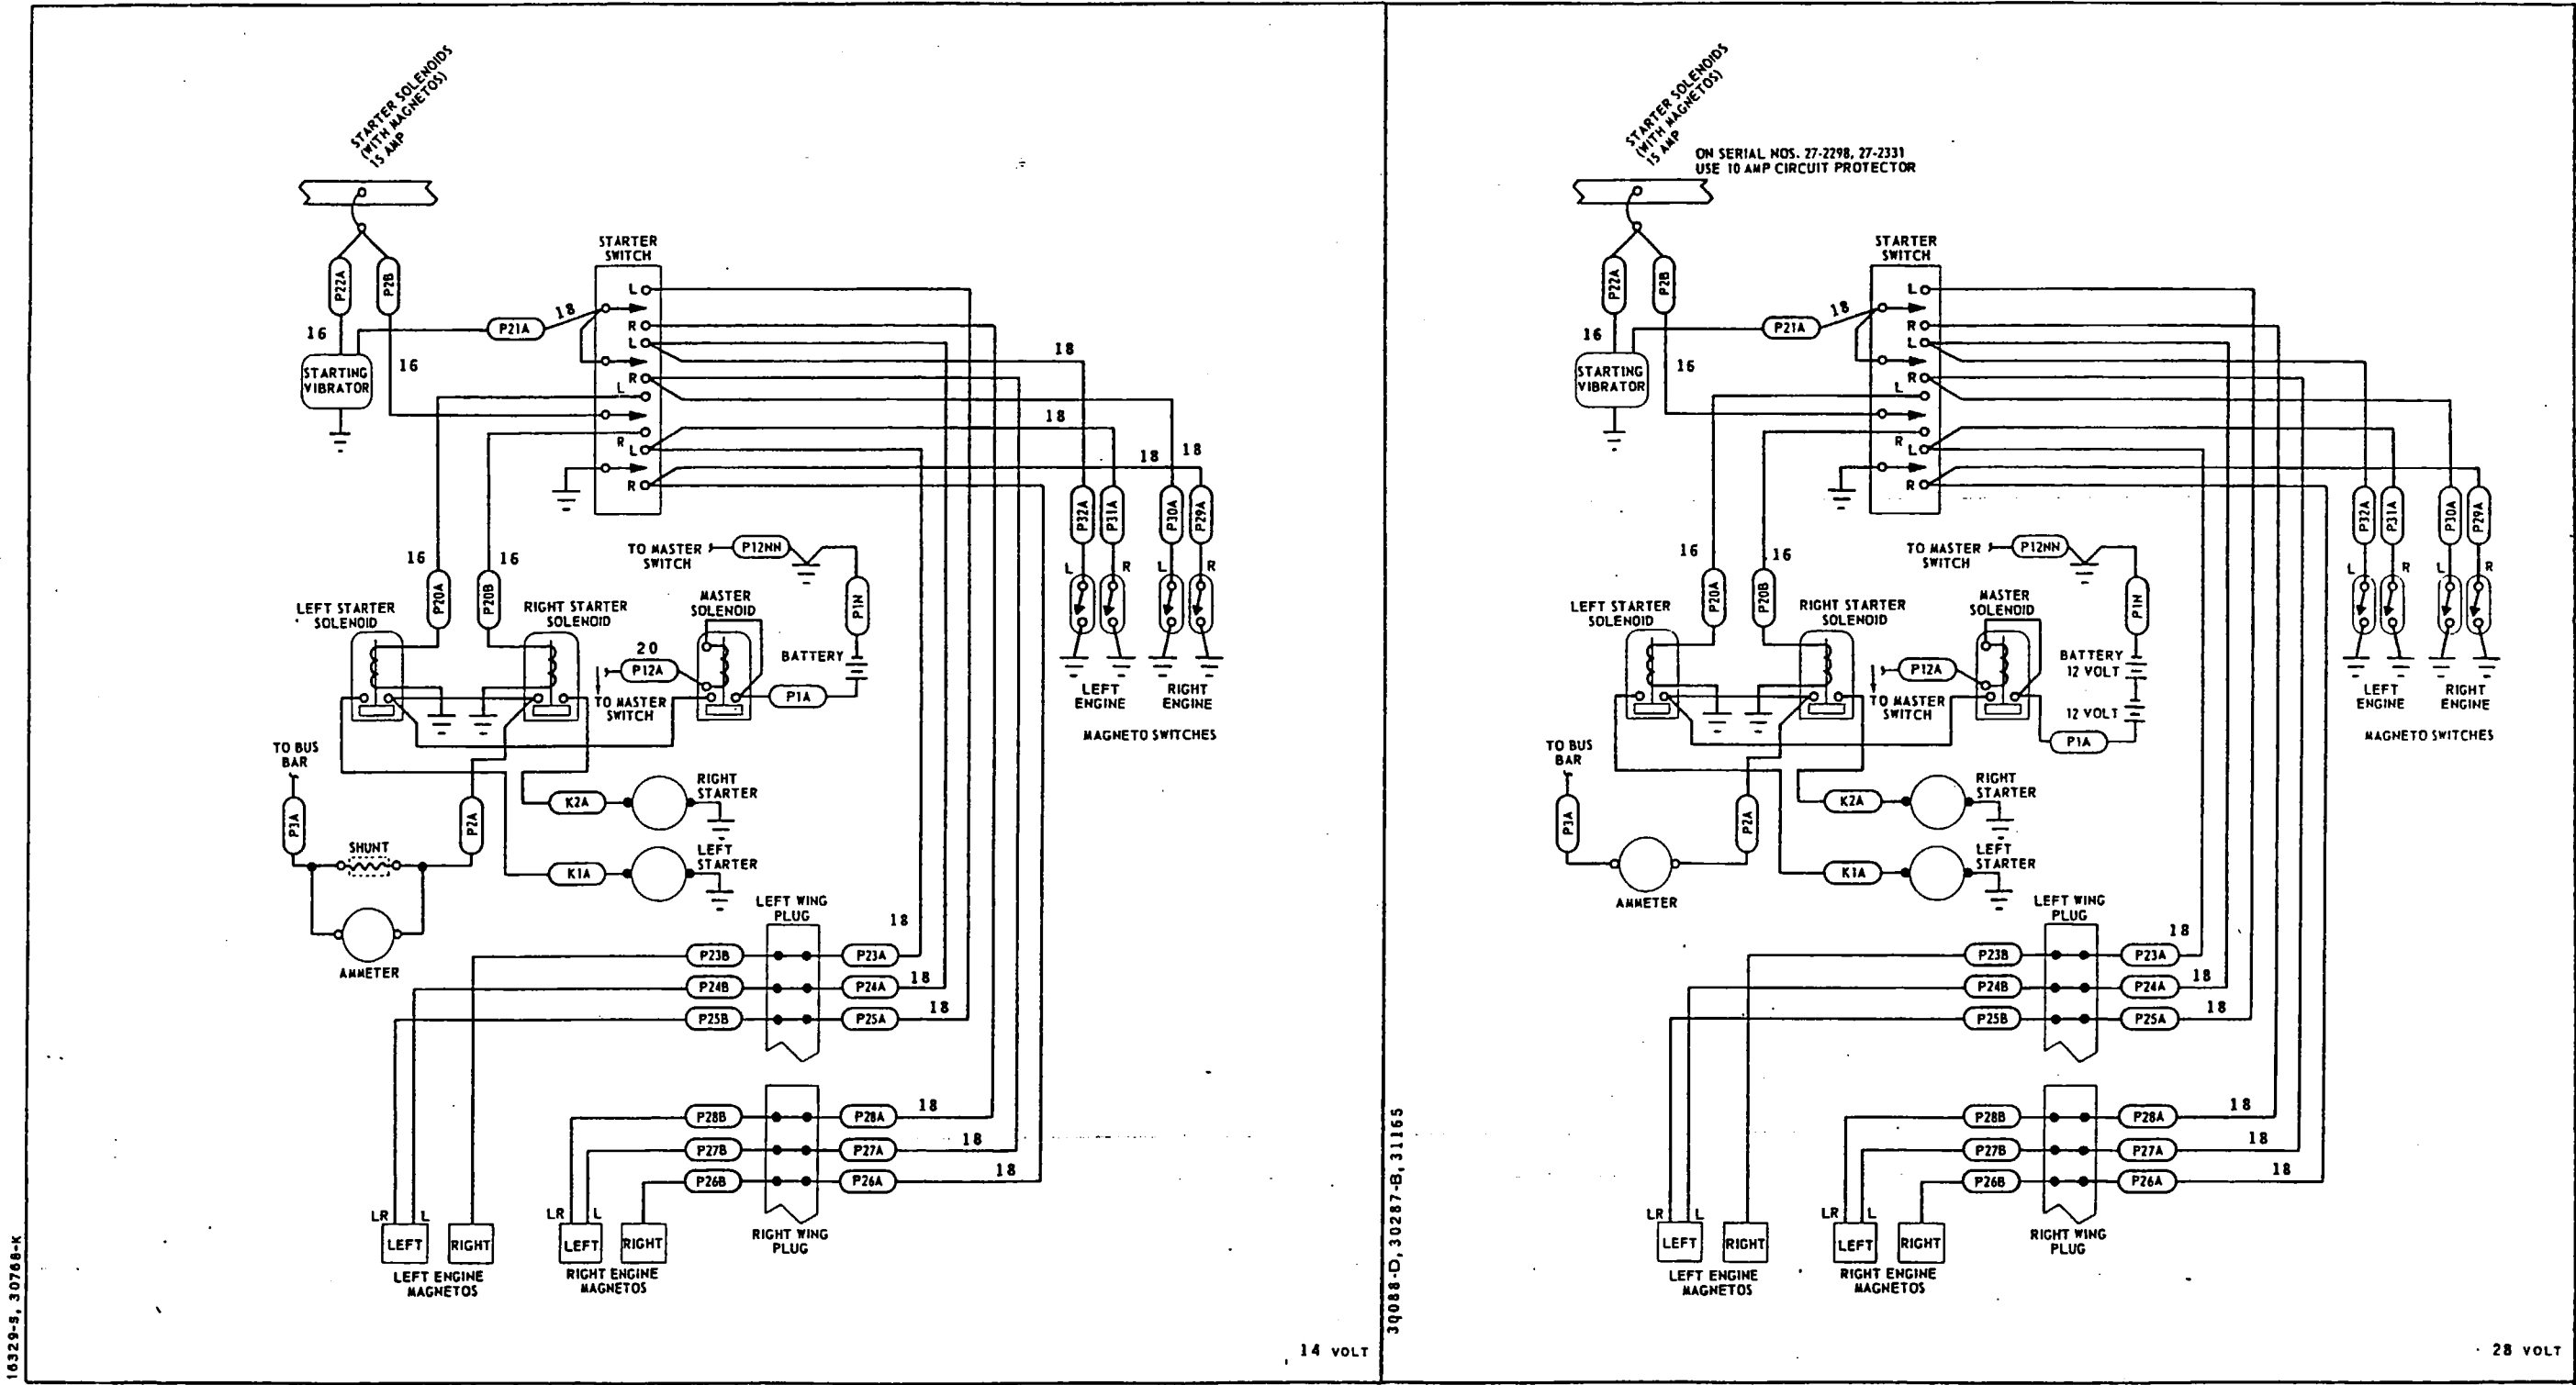 STARTER SOLENOIDS
(WITH MAGNETOS)
15 AMP
P22A
P2B
16
16
STARTING
VIBRATOR
P21A
18
STARTER
SWITCH
L
R
L
R
L
R
L
R
18
18
18
18
P32A
P31A
P30A
P29A
L
R
L
R
LEFT
ENGINE
RIGHT
ENGINE
MAGNETO SWITCHES
16
16
P20A
P20B
LEFT STARTER
SOLENOID
RIGHT STARTER
SOLENOID
TO MASTER
SWITCH
P12NN
P1N
MASTER
SOLENOID
20
P12A
TO MASTER
SWITCH
BATTERY
P1A
TO BUS
BAR
P3A
P2A
SHUNT
AMMETER
K2A
RIGHT
STARTER
K1A
LEFT
STARTER
LEFT WING
PLUG
18
P23B
P23A
P24B
P24A
18
P25B
P25A
18
P28B
P28A
18
P27B
P27A
18
P26B
P26A
18
RIGHT WING
PLUG
LR
L
LEFT
RIGHT
LEFT ENGINE
MAGNETOS
LR
L
LEFT
RIGHT
RIGHT ENGINE
MAGNETOS
16329-S, 30768-K
14 VOLT
STARTER SOLENOIDS
(WITH MAGNETOS)
15 AMP
ON SERIAL NOS. 27-2298, 27-2331
USE 10 AMP CIRCUIT PROTECTOR
P22A
P2B
16
16
STARTING
VIBRATOR
P21A
18
STARTER
SWITCH
L
R
L
R
L
R
L
R
P32A
P31A
P30A
P29A
L
R
L
R
LEFT
ENGINE
RIGHT
ENGINE
MAGNETO SWITCHES
16
16
P20A
P20B
LEFT STARTER
SOLENOID
RIGHT STARTER
SOLENOID
TO MASTER
SWITCH
P12NN
P1N
MASTER
SOLENOID
P12A
TO MASTER
SWITCH
BATTERY
12 VOLT
12 VOLT
P1A
TO BUS
BAR
P3A
P2A
AMMETER
K2A
RIGHT
STARTER
K1A
LEFT
STARTER
LEFT WING
PLUG
18
P23B
P23A
P24B
P24A
18
P25B
P25A
18
P28B
P28A
18
P27B
P27A
18
P26B
P26A
18
RIGHT WING
PLUG
LR
L
LEFT
RIGHT
LEFT ENGINE
MAGNETOS
LR
L
LEFT
RIGHT
RIGHT ENGINE
MAGNETOS
28 VOLT